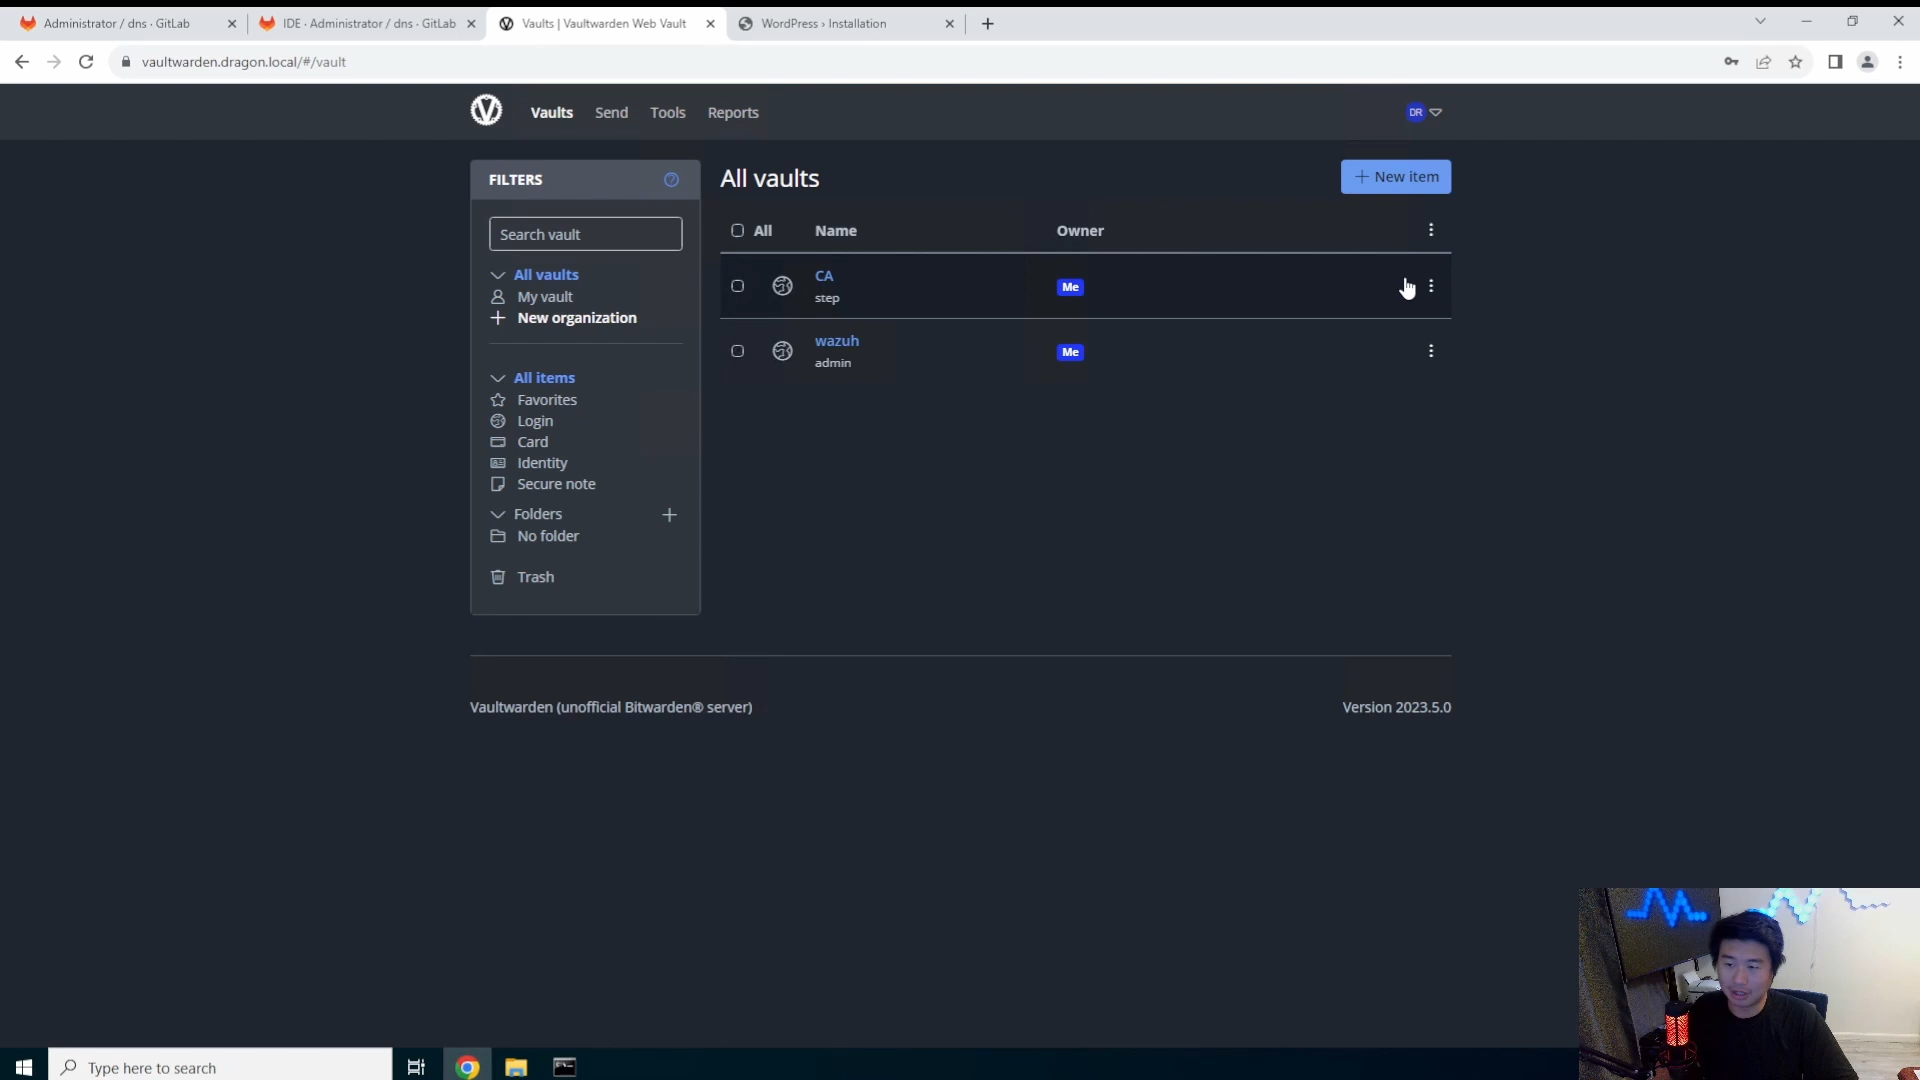 Administrator / dns · GitLab
IDE · Administrator / dns · GitLab
Vaults | Vaultwarden Web Vault
WordPress › Installation
vaultwarden.dragon.local/#/vault
Vaults
Send
Tools
Reports
DR
FILTERS
Search vault
All vaults
My vault
New organization
All items
Favorites
Login
Card
Identity
Secure note
Folders
No folder
Trash
All vaults
New item
All
Name
Owner
CA
step
Me
wazuh
admin
Me
Vaultwarden (unofficial Bitwarden® server)
Version 2023.5.0
Type here to search